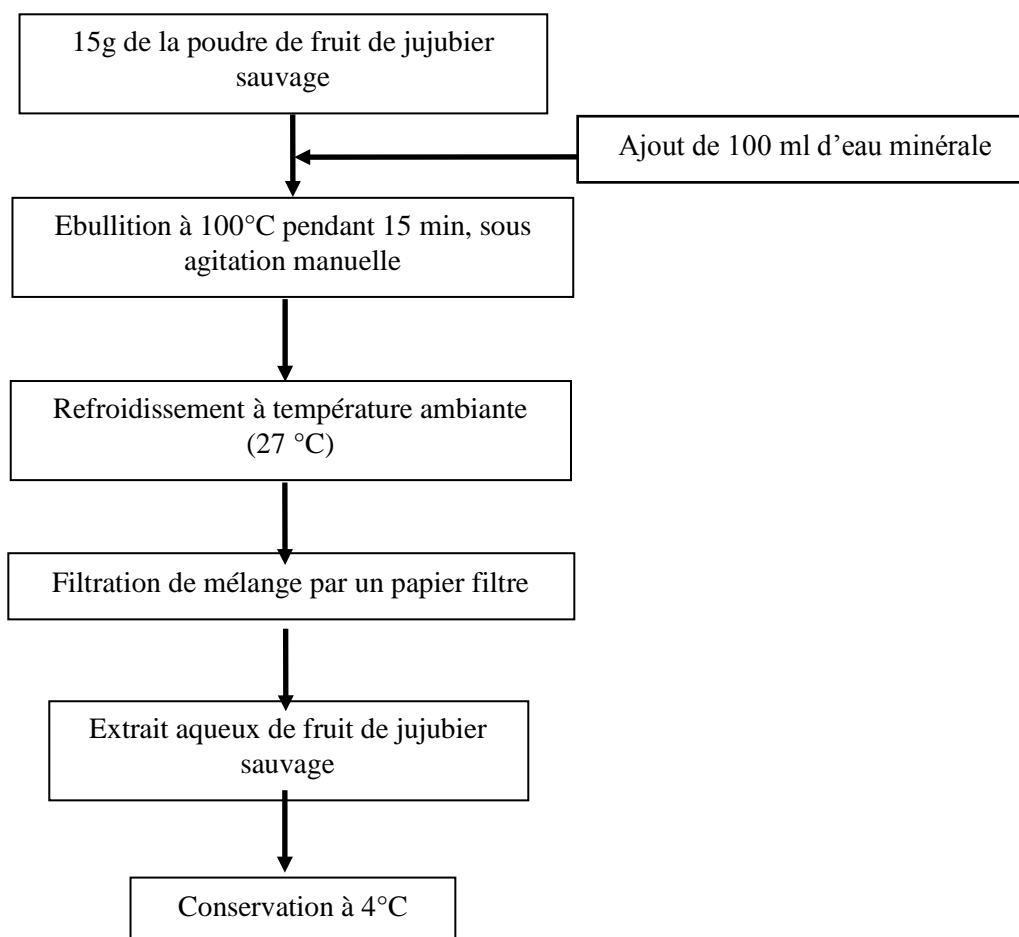 15g de la poudre de fruit de jujubier
sauvage
Ajout de 100 ml d’eau minérale
Ebullition à 100°C pendant 15 min, sous
agitation manuelle
Refroidissement à température ambiante
(27 °C)
Filtration de mélange par un papier filtre
Extrait aqueux de fruit de jujubier
sauvage
Conservation à 4°C